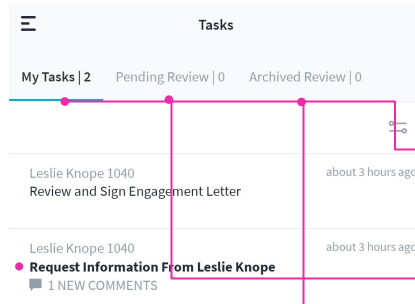 Tasks
My Tasks | 2 Pending Review | 0 Archived Review | 0
Leslie Knope 1040 about 3 hours ago
Review and Sign Engagement Letter
Leslie Knope 1040 about 3 hours ago
Request Information From Leslie Knope
1 NEW COMMENTS